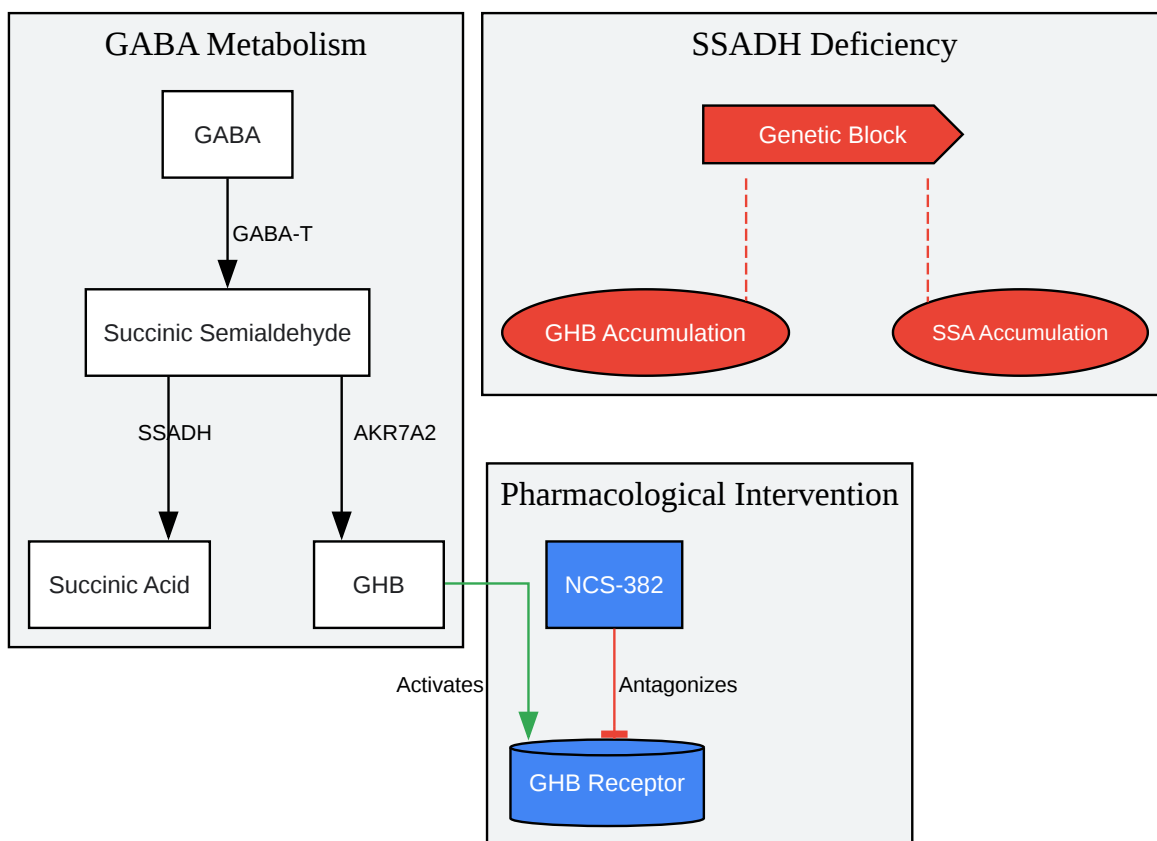 GABA Metabolism
GABA
GABA-T
Succinic Semialdehyde
SSADH
AKR7A2
Succinic Acid
GHB
SSADH Deficiency
Genetic Block
GHB Accumulation
SSA Accumulation
Pharmacological Intervention
NCS-382
Activates
Antagonizes
GHB Receptor